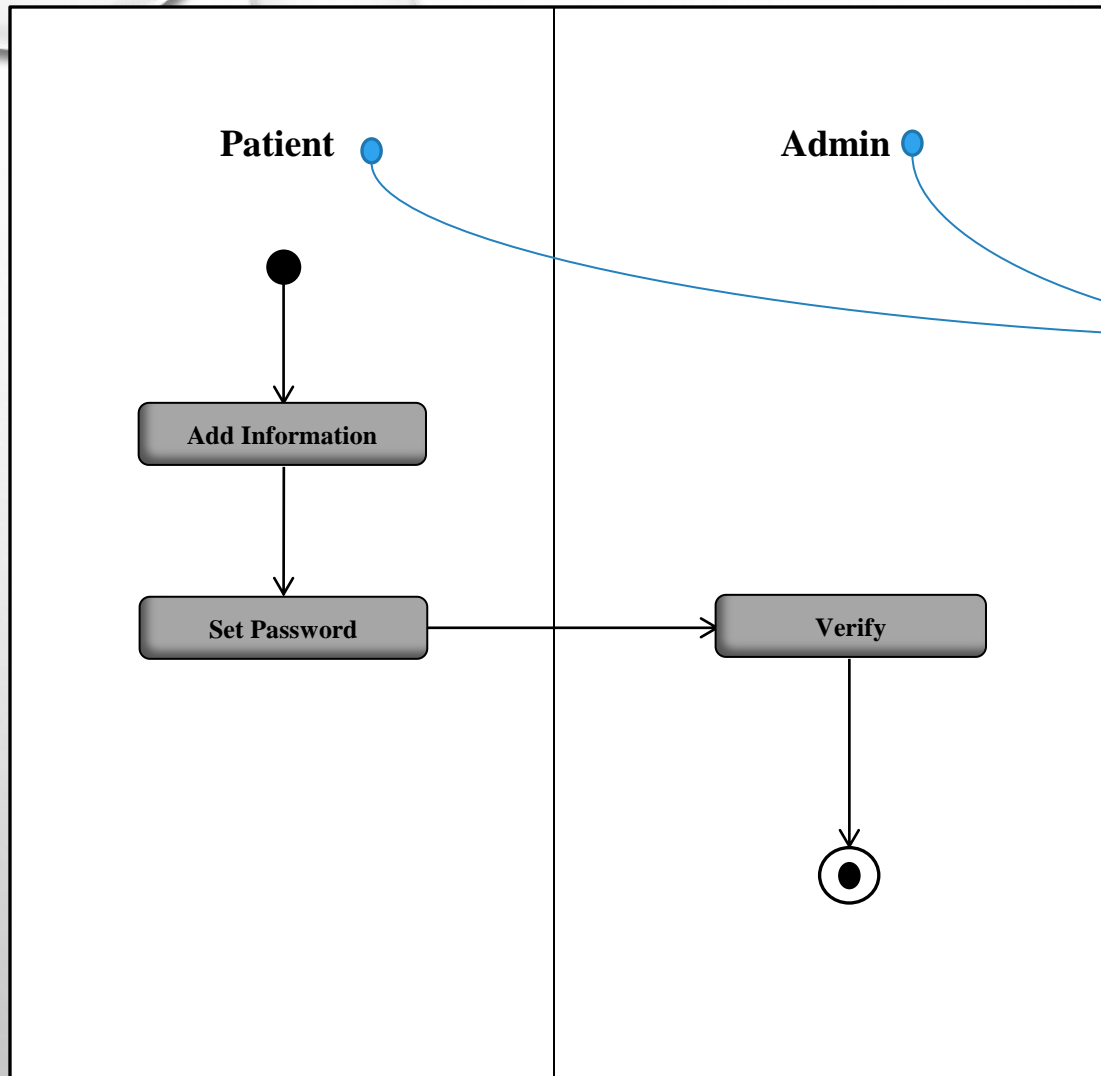 Patient
Admin
Add Information
Set Password
Verify